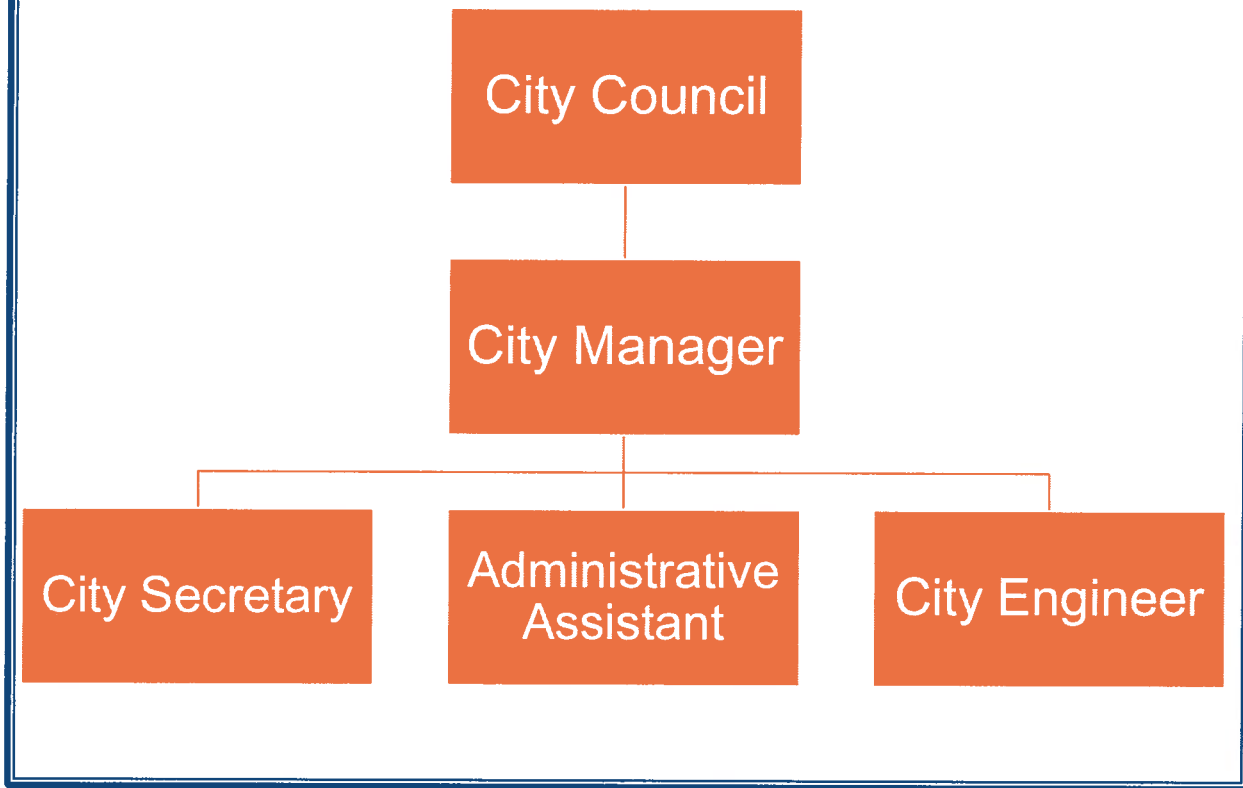 City Council
City Manager
City Secretary
Administrative
Assistant
City Engineer